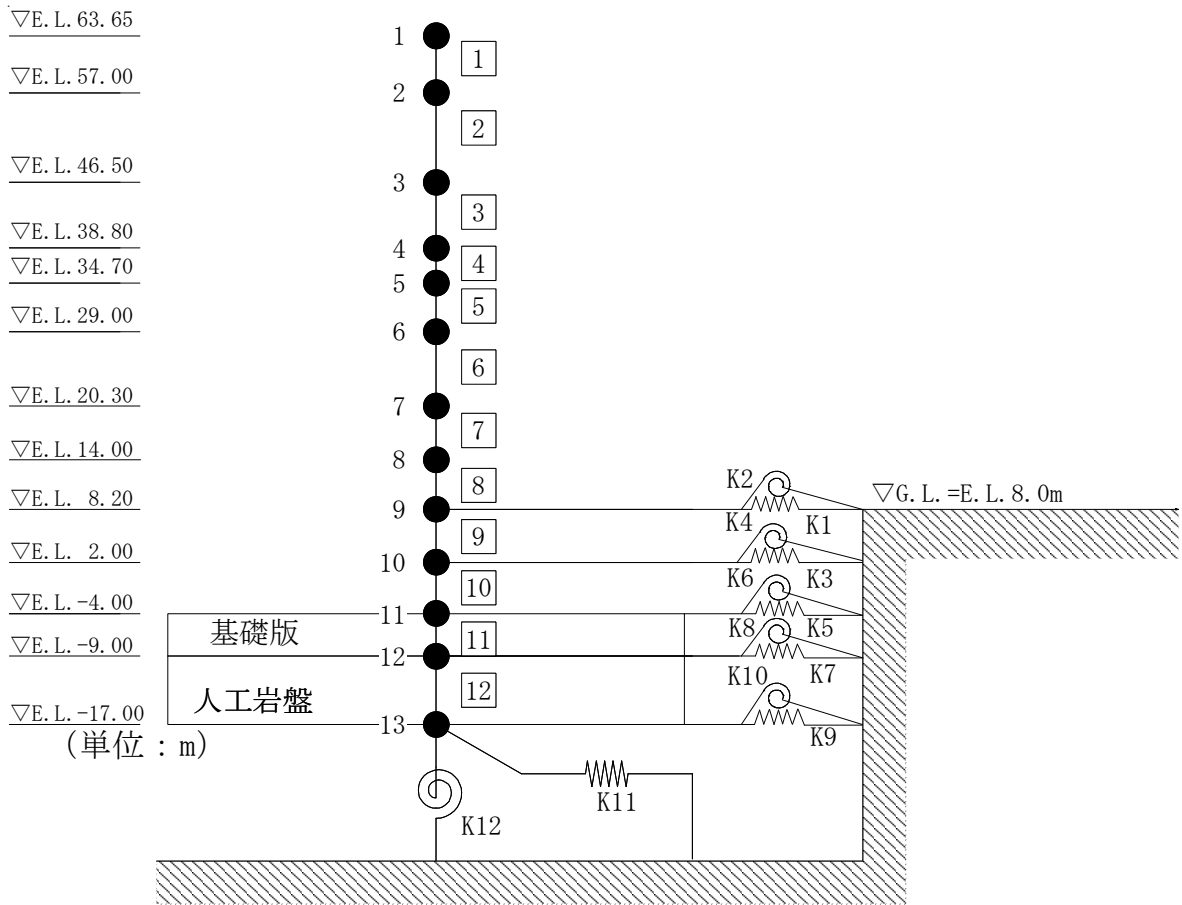 ▽E.L.63.65
1
1
▽E.L.57.00
2
2
▽E.L.46.50
3
3
▽E.L.38.80
4
4
▽E.L.34.70
5
5
▽E.L.29.00
6
6
▽E.L.20.30
7
7
▽E.L.14.00
8
8
K2
▽G.L.=E.L.8.0m
▽E.L. 8.20
9
K4
K1
9
▽E.L. 2.00
10
K6
K3
10
▽E.L.-4.00
11
K8
K5
基礎版
11
▽E.L.-9.00
12
K10
K7
人工岩盤
12
▽E.L.-17.00
13
K9
(単位：m)
K11
K12